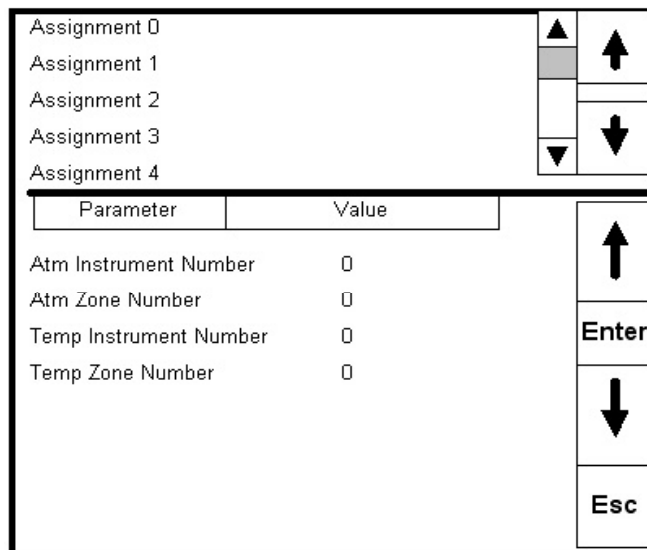 Assignment 0
Assignment 1
Assignment 2
Assignment 3
Assignment 4
Parameter Value
Atm Instrument Number 0
Atm Zone Number 0
Temp Instrument Number 0
Temp Zone Number 0
Enter
Esc